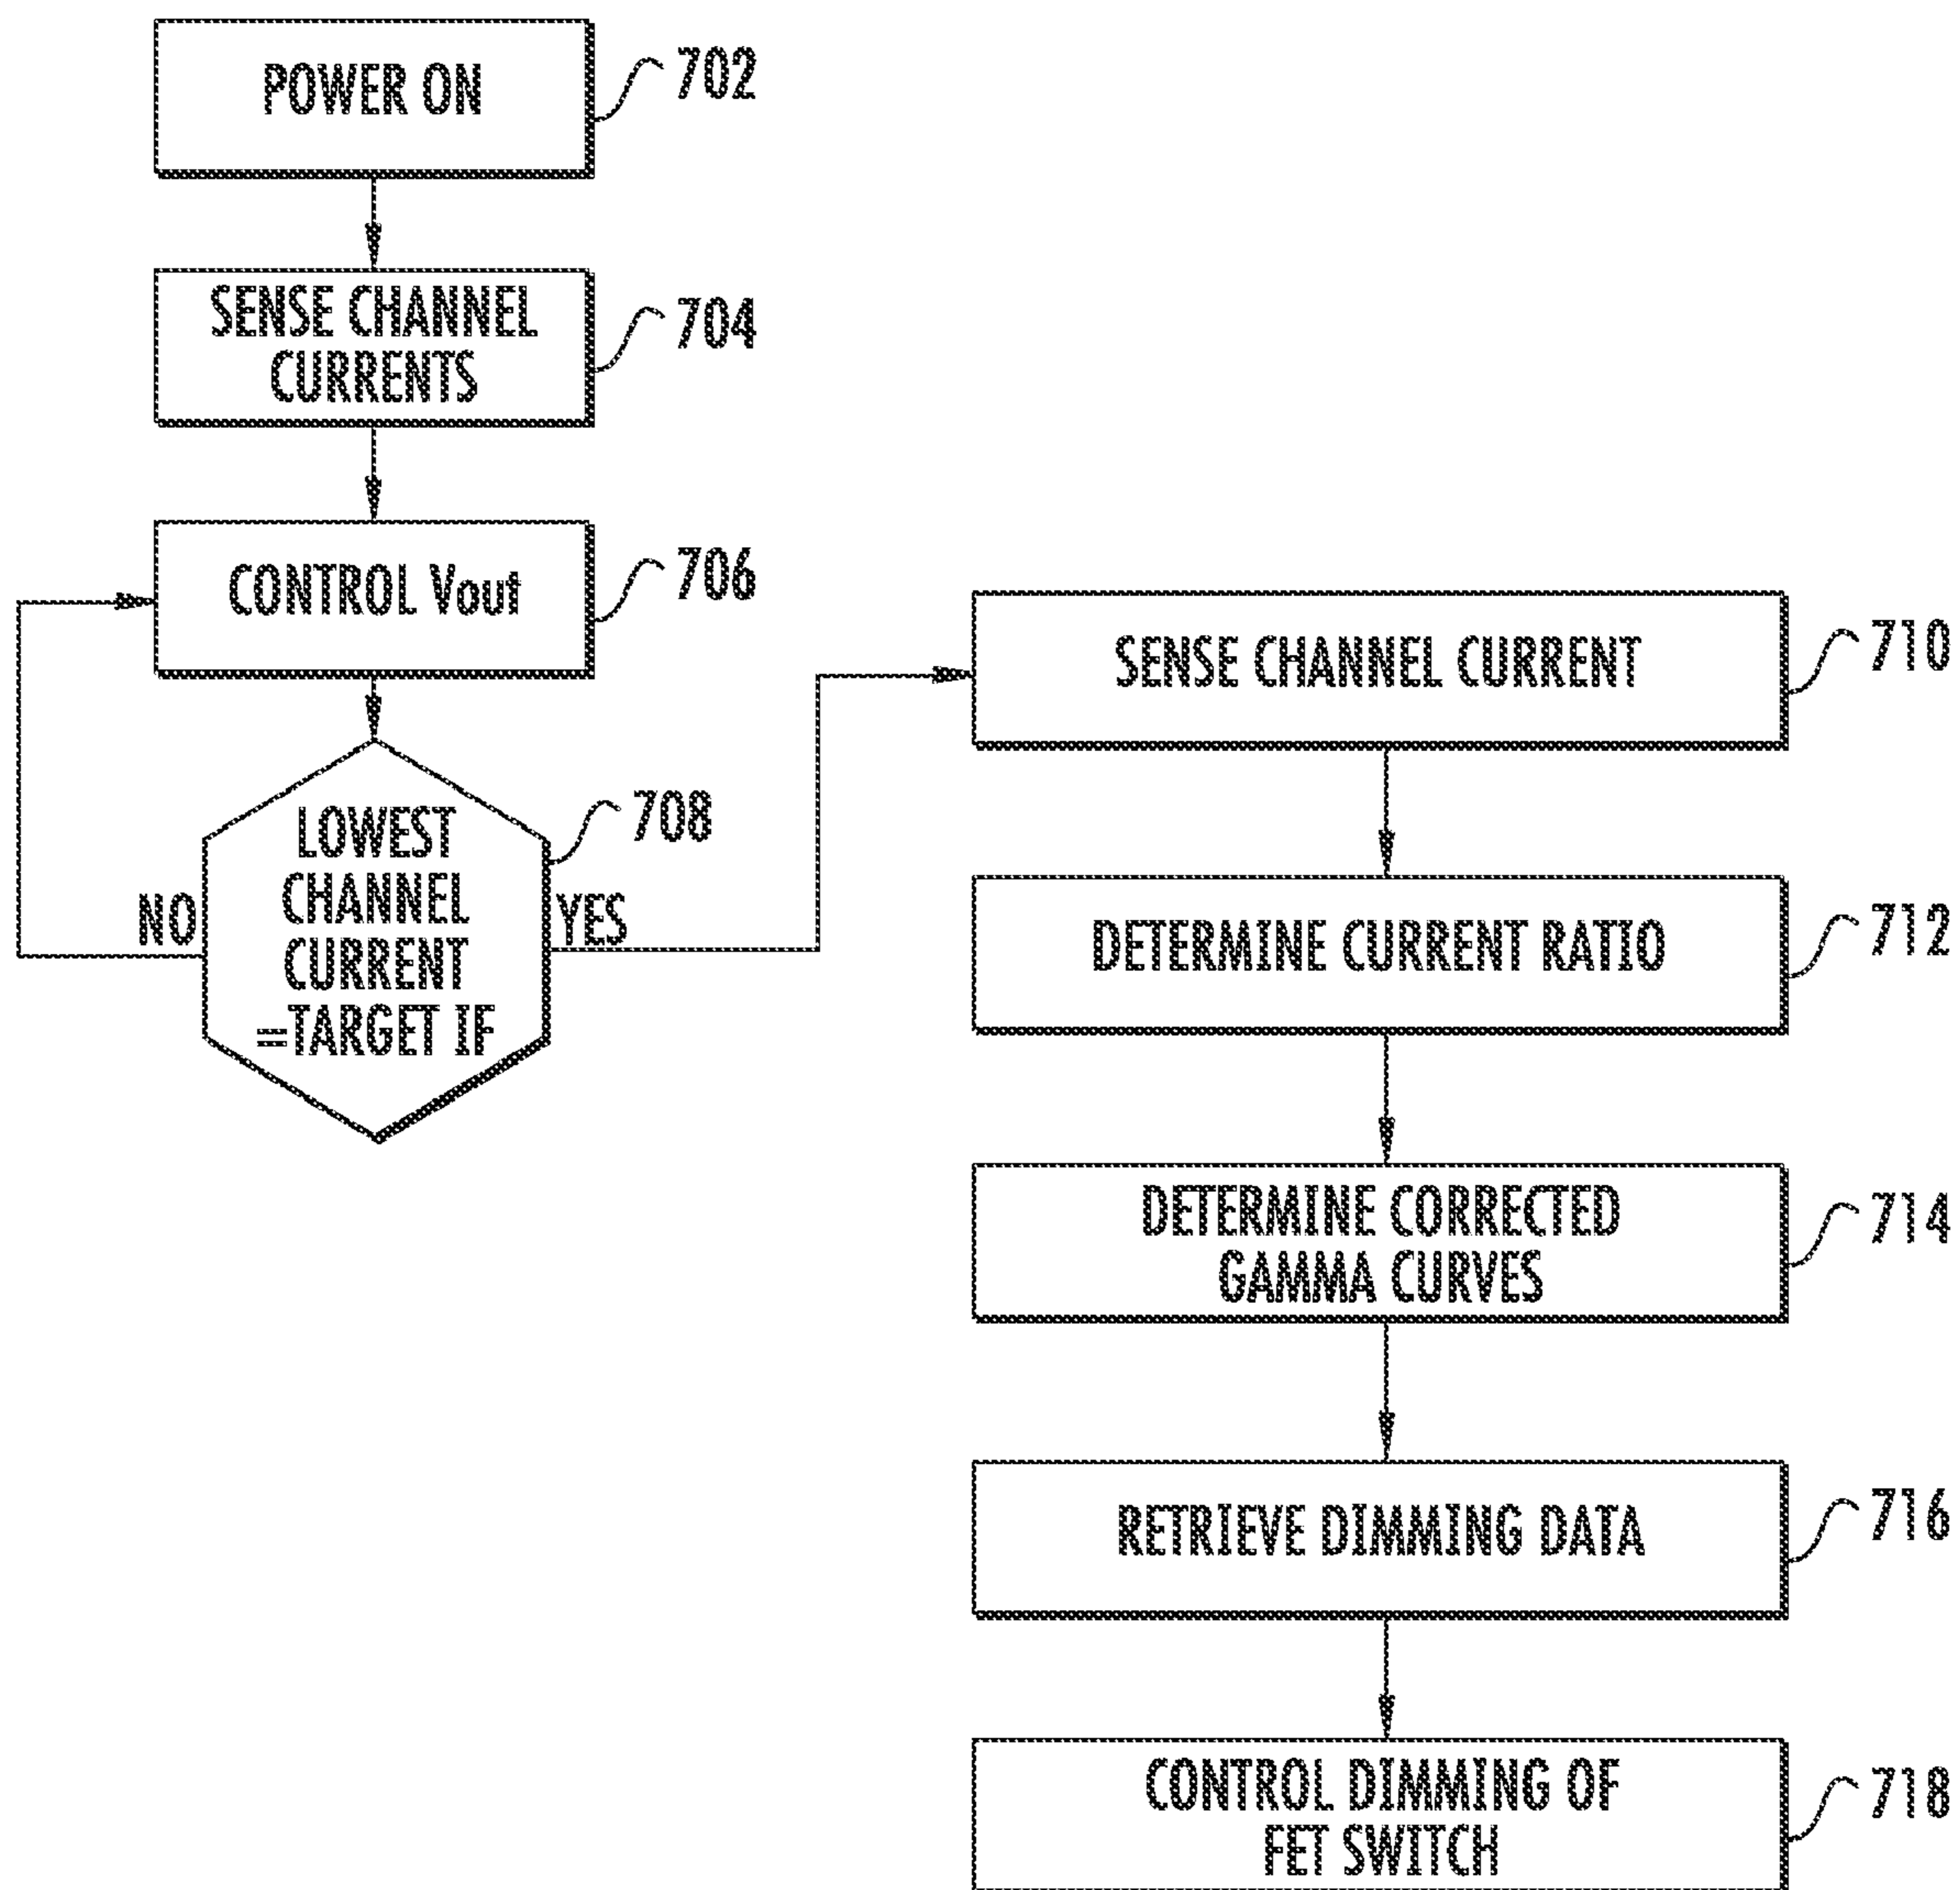 POWER ON
702
SENSE CHANNEL
CURRENTS
704
CONTROL Vout
706
LOWEST
CHANNEL
CURRENT
=TARGET IF
708
NO
YES
SENSE CHANNEL CURRENT
710
DETERMINE CURRENT RATIO
712
DETERMINE CORRECTED
GAMMA CURVES
714
RETRIEVE DIMMING DATA
716
CONTROL DIMMING OF
FET SWITCH
718